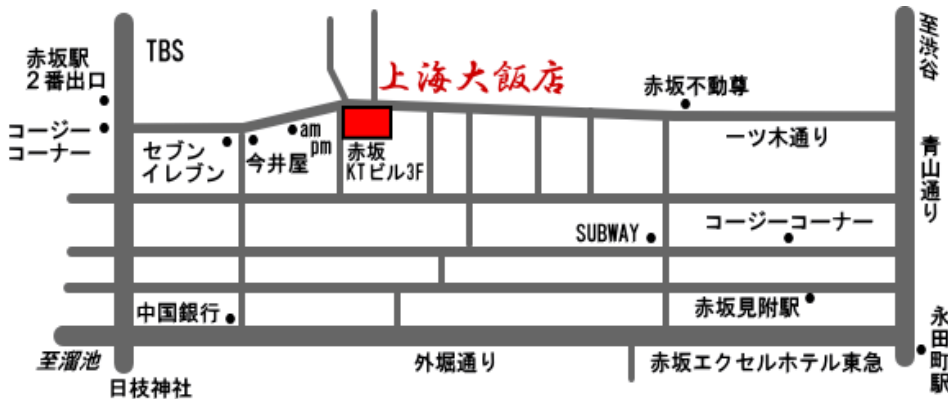 至渋谷
TBS
赤坂駅
2番出口
上海大飯店
赤坂不動尊
コージー
コーナー
am
pm
一ツ木通り
セブン
イレブン
今井屋
赤坂
KTビル3F
青山通り
SUBWAY
コージーコーナー
中国銀行
赤坂見附駅
永田町駅
至溜池
外堀通り
赤坂エクセルホテル東急
日枝神社